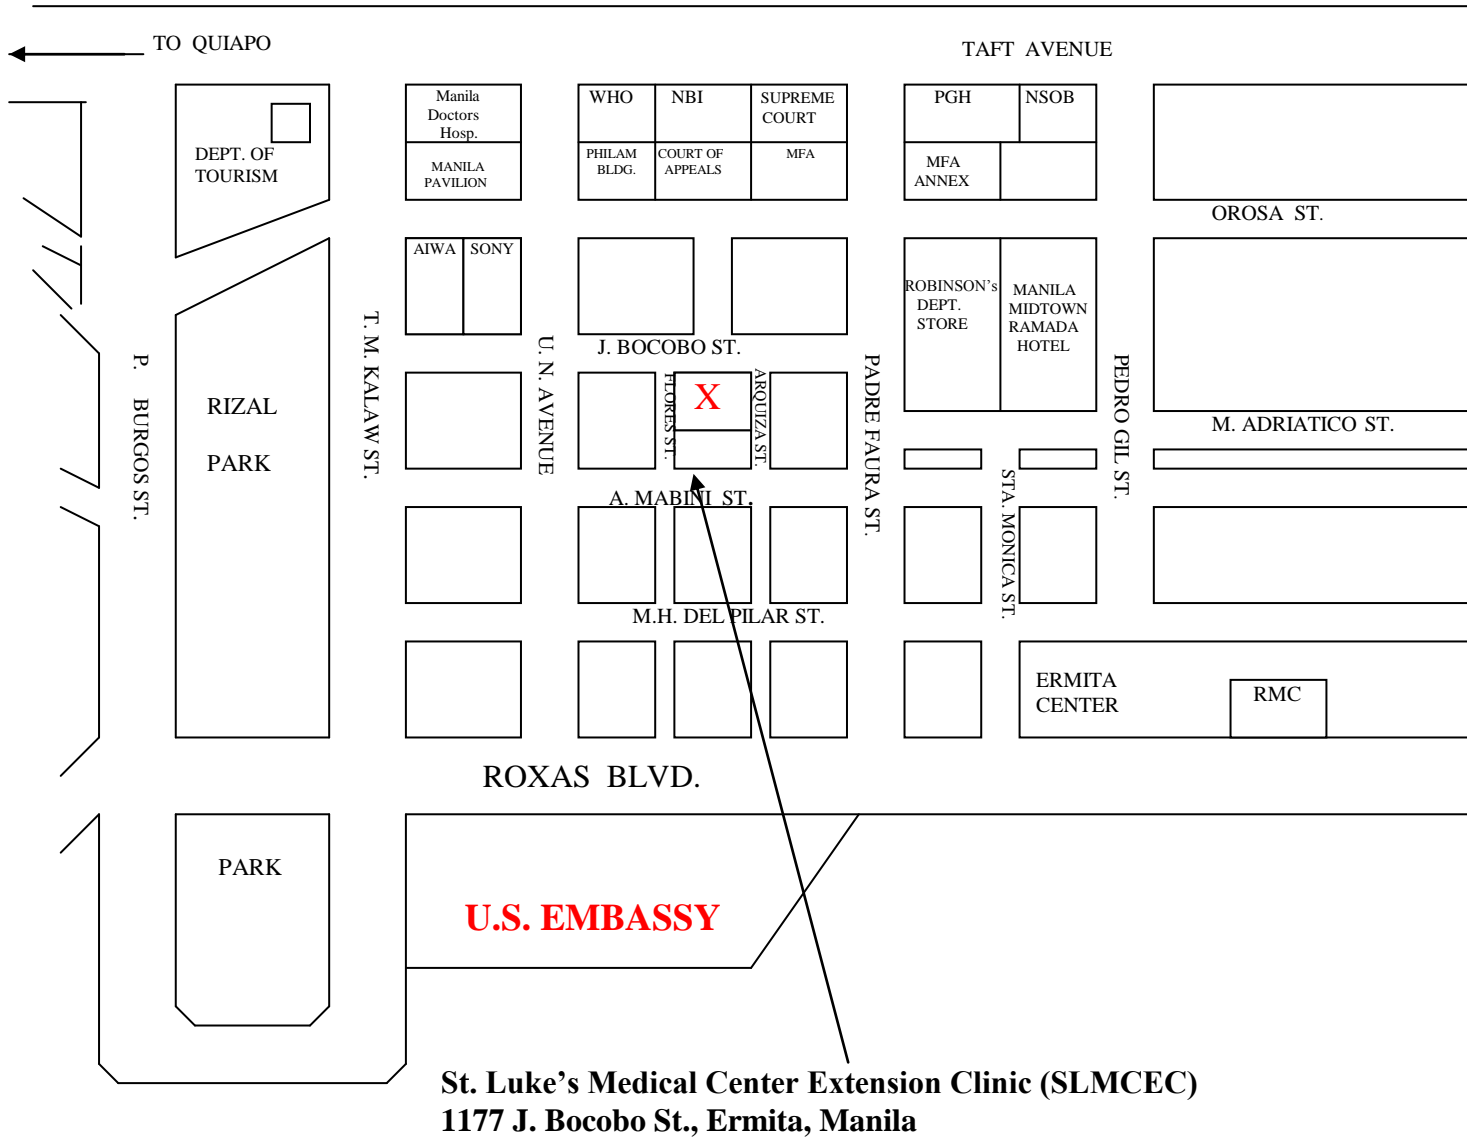 TO QUIAPO
TAFT AVENUE
Manila
Doctors
Hosp.
WHO
NBI
SUPREME
COURT
PGH
NSOB
DEPT. OF
TOURISM
MANILA
PAVILION
PHILAM
BLDG.
COURT OF
APPEALS
MFA
MFA
ANNEX
OROSA ST.
AIWA
SONY
ROBINSON's
DEPT.
STORE
MANILA
MIDTOWN
RAMADA
HOTEL
J. BOCOBO ST.
P. BURGOS ST.
RIZAL
PARK
T. M. KALAW ST.
U. N. AVENUE
FLORES ST.
X
ARQUIZA ST.
PADRE FAURA ST.
PEDRO GIL ST.
M. ADRIATICO ST.
A. MABINI ST.
STA. MONICA ST.
M.H. DEL PILAR ST.
ERMITA
CENTER
RMC
ROXAS BLVD.
PARK
U.S. EMBASSY
St. Luke's Medical Center Extension Clinic (SLMCEC)
1177 J. Bocobo St., Ermita, Manila